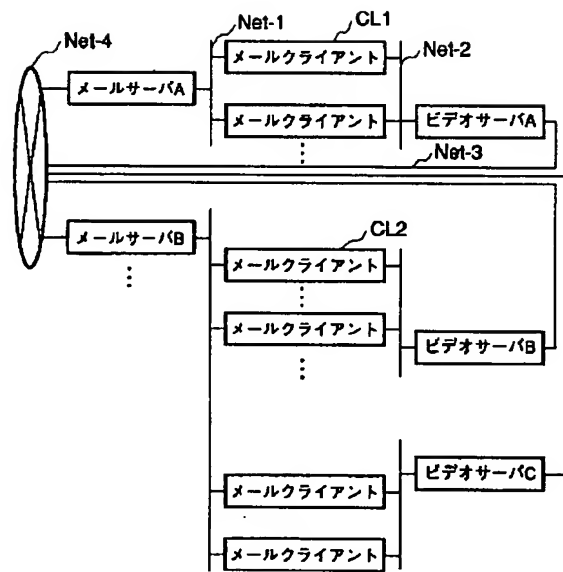 CL1
Net-1
Net-4
Net-2
メールクライアント
メールサーバA
メールクライアント
ビデオサーバA
Net-3
メールサーバB
CL2
メールクライアント
メールクライアント
ビデオサーバB
ビデオサーバC
メールクライアント
メールクライアント